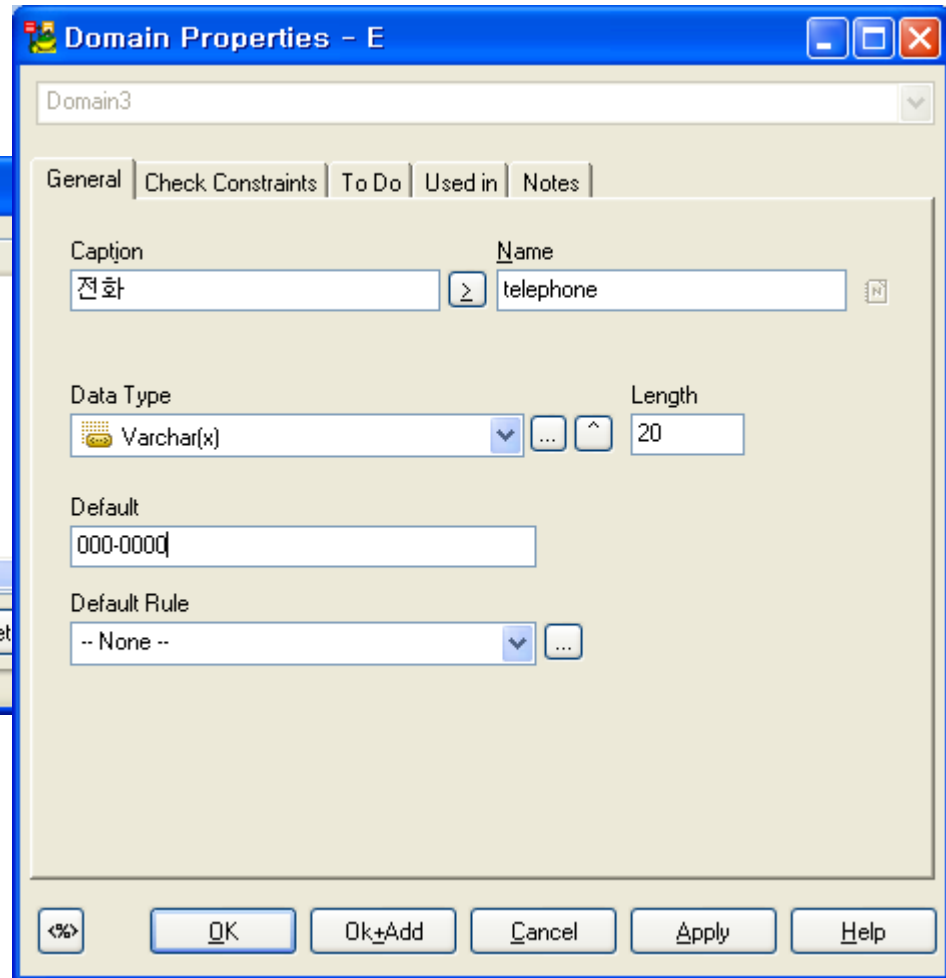 Domain Properties - E
Domain3
General Check Constraints To Do Used in Notes
Caption Name
전화 > telephone N
Data Type Length
Varchar(x) ... ^ 20
Default
000-0000
Default Rule
-- None -- ...
et
<%> OK Ok+Add Cancel Apply Help